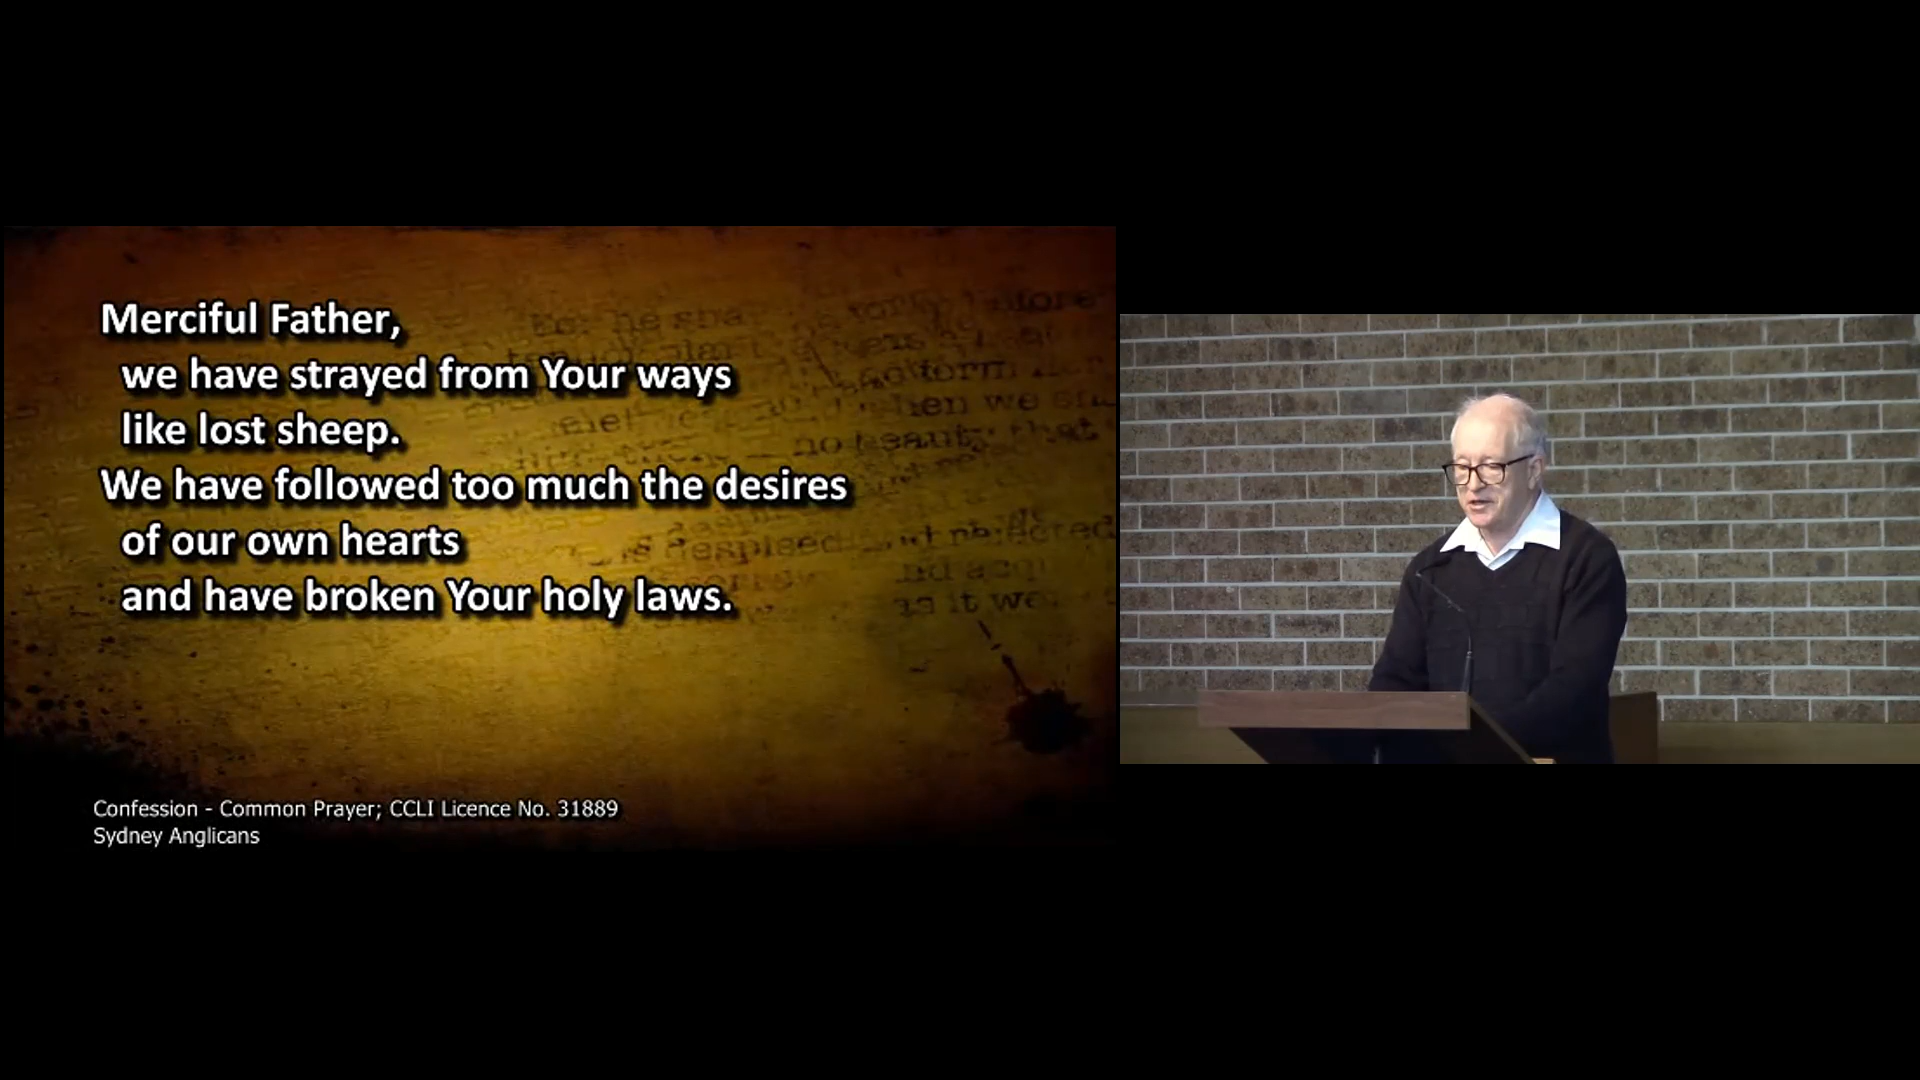 Merciful Father,
we have strayed from Your ways
like lost sheep.
We have followed too much the desires
of our own hearts
and have broken Your holy laws.
Confession - Common Prayer; CCLI Licence No. 31889
Sydney Anglicans